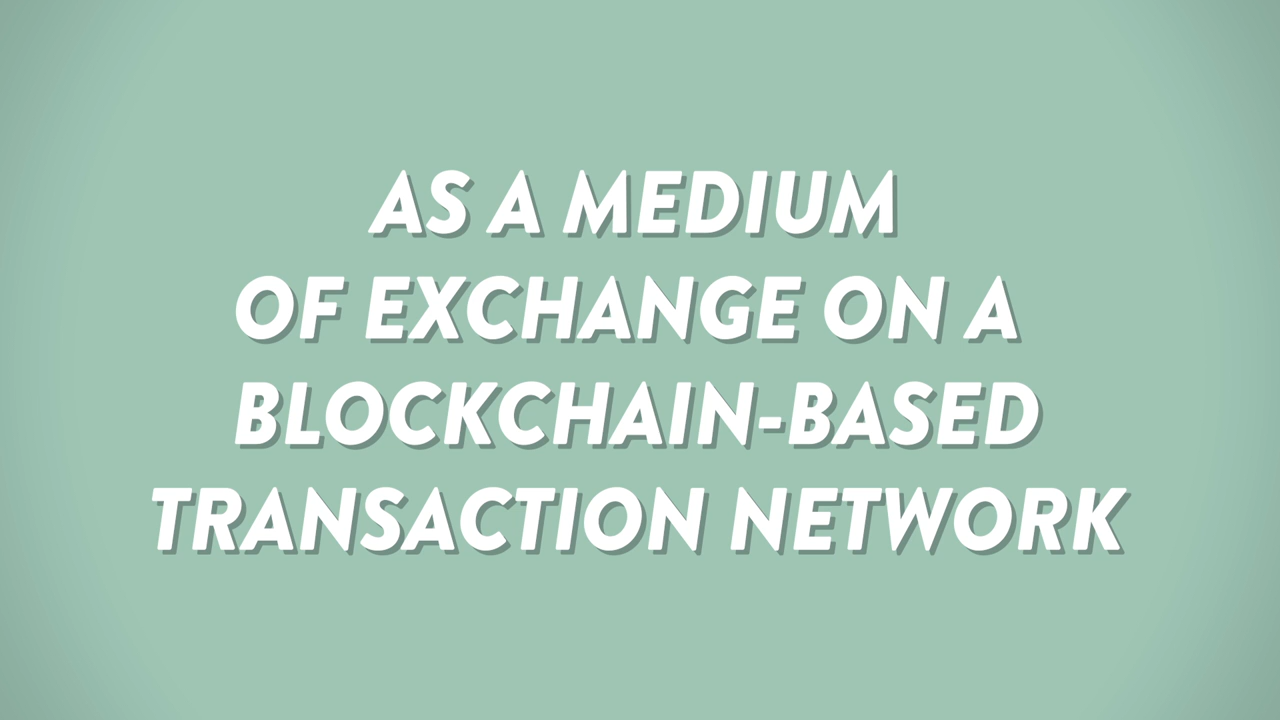 AS A MEDIUM
OF EXCHANGE ON A
BLOCKCHAIN-BASED
TRANSACTION NETWORK